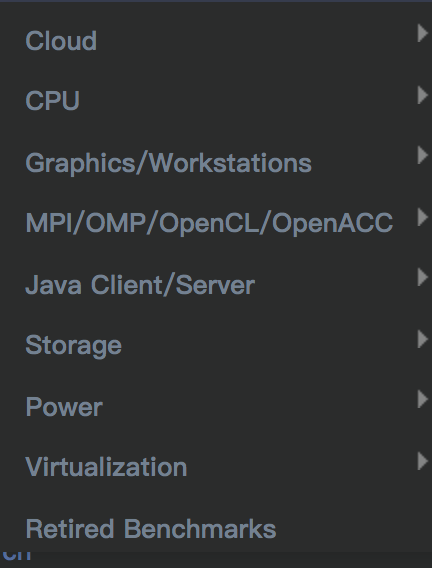 Cloud
CPU
Graphics/Workstations
MPI/OMP/OpenCL/OpenACC
Java Client/Server
Storage
Power
Virtualization
Retired Benchmarks